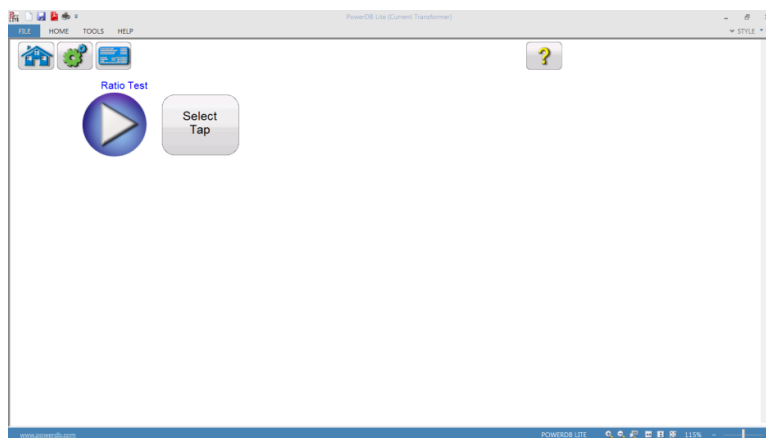 PowerDB Lite (Current Transformer)
FILE HOME TOOLS HELP
STYLE
?
Ratio Test
Select
Tap
www.powerdb.com
POWERDB LITE 115%